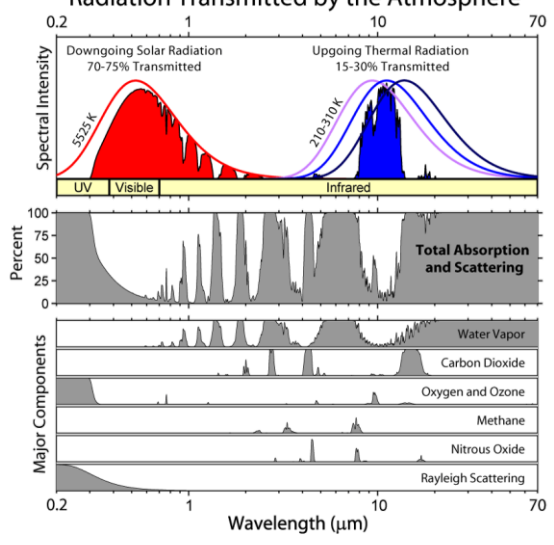 Radiation Transmitted by the Atmosphere
0.2 1 10 70
Downgoing Solar Radiation
70-75% Transmitted
Upgoing Thermal Radiation
15-30% Transmitted
Spectral Intensity
5525 K
210-310 K
UV Visible Infrared
Percent
100
75
50
25
0
Total Absorption
and Scattering
Major Components
Water Vapor
Carbon Dioxide
Oxygen and Ozone
Methane
Nitrous Oxide
Rayleigh Scattering
0.2 1 10 70
Wavelength (μm)